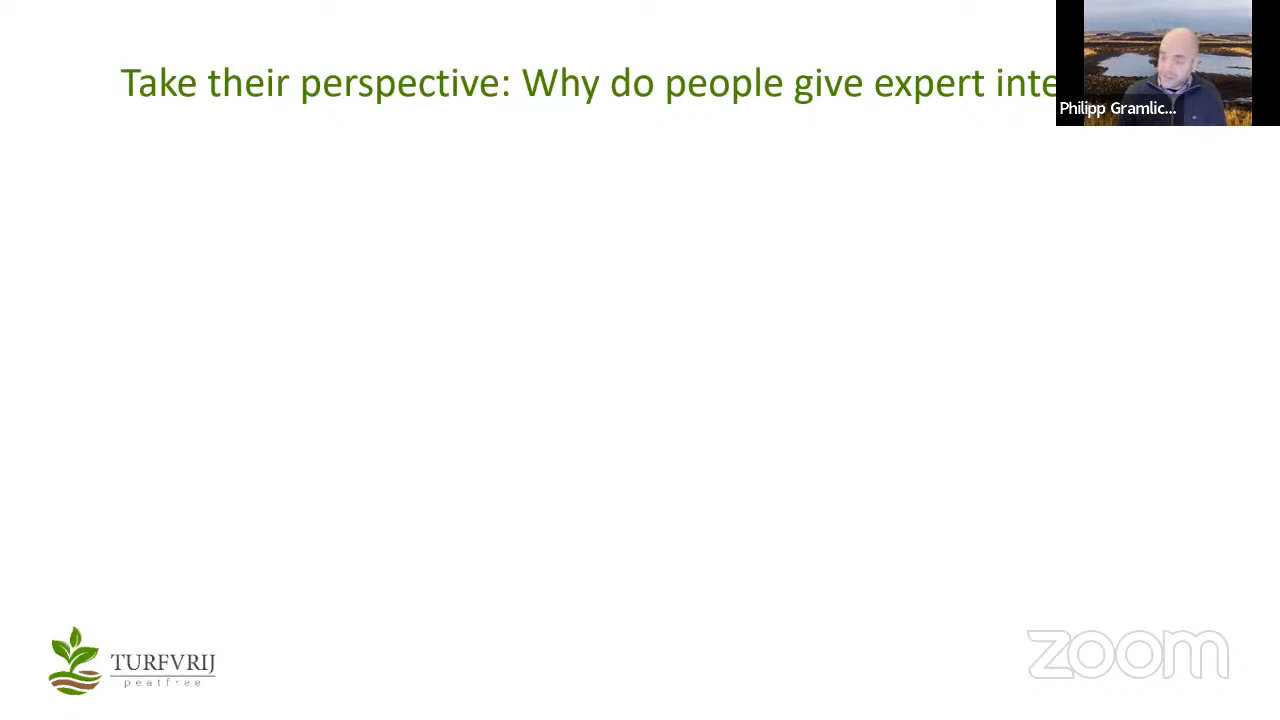 Take their perspective: Why do people give expert inte
Philipp Gramlic...
TURFVRIJ
peatfree
zoom